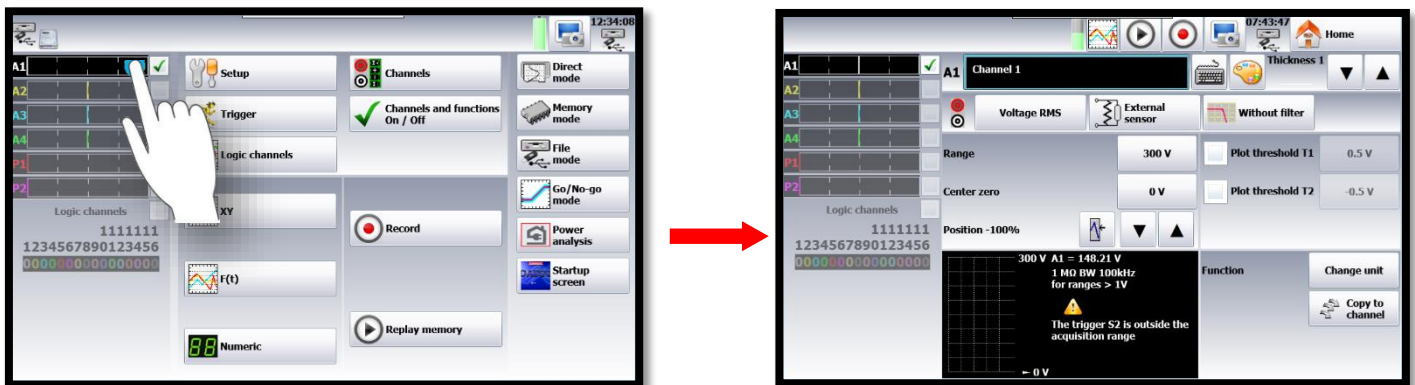 12:34:08
A1
Setup
Channels
Direct
mode
A2
A3
Trigger
Channels and functions
On / Off
Memory
mode
A4
P1
Logic channels
File
mode
P2
XY
Go/No-go
mode
Logic channels
1111111
1234567890123456
0000000000000000
Record
Power
analysis
F(t)
Startup
screen
Replay memory
88 Numeric
07:43:47
Home
A1
A2
A3
A4
P1
P2
Logic channels
1111111
1234567890123456
0000000000000000
A1 Channel 1
Thickness 1
Voltage RMS
External
sensor
Without filter
Range
300 V
Plot threshold T1
0.5 V
Center zero
0 V
Plot threshold T2
-0.5 V
Position -100%
300 V A1 = 148.21 V
1 MΩ BW 100kHz
for ranges > 1V
The trigger S2 is outside the
acquisition range
0 V
Function
Change unit
Copy to
channel